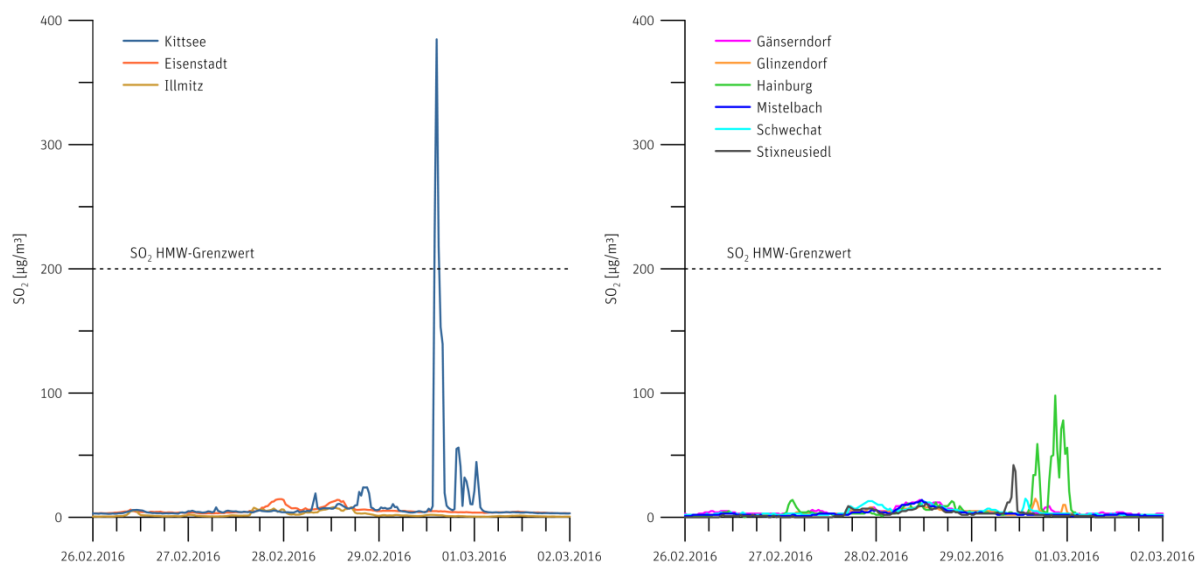 400
300
200
100
0
SO₂ [µg/m³]
Kittsee
Eisenstadt
Illmitz
SO₂ HMW-Grenzwert
26.02.2016 27.02.2016 28.02.2016 29.02.2016 01.03.2016 02.03.2016
400
300
200
100
0
SO₂ [µg/m³]
Gänserndorf
Glinzendorf
Hainburg
Mistelbach
Schwechat
Stixneusiedl
SO₂ HMW-Grenzwert
26.02.2016 27.02.2016 28.02.2016 29.02.2016 01.03.2016 02.03.2016